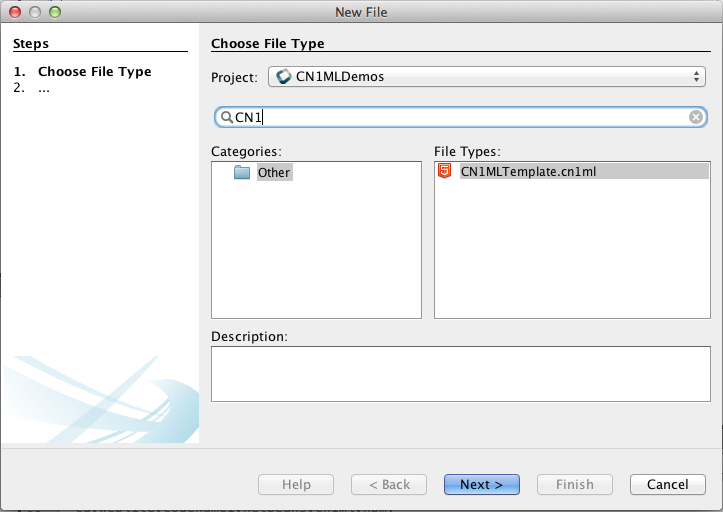 New File
Steps
1. Choose File Type
2. ...
Choose File Type
Project: CN1MLDemos
CN1
Categories:
Other
File Types:
CN1MLTemplate.cn1ml
Description:
Help
< Back
Next >
Finish
Cancel